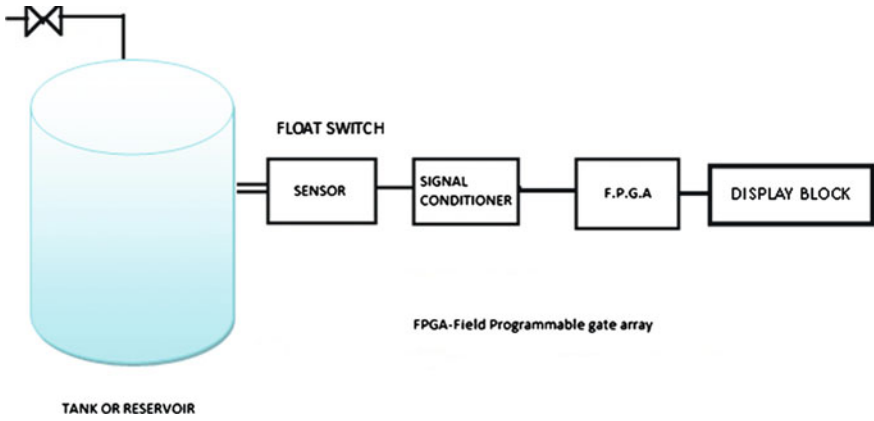 FLOAT SWITCH
SENSOR
SIGNAL
CONDITIONER
F.P.G.A
DISPLAY BLOCK
FPGA-Field Programmable gate array
TANK OR RESERVOIR